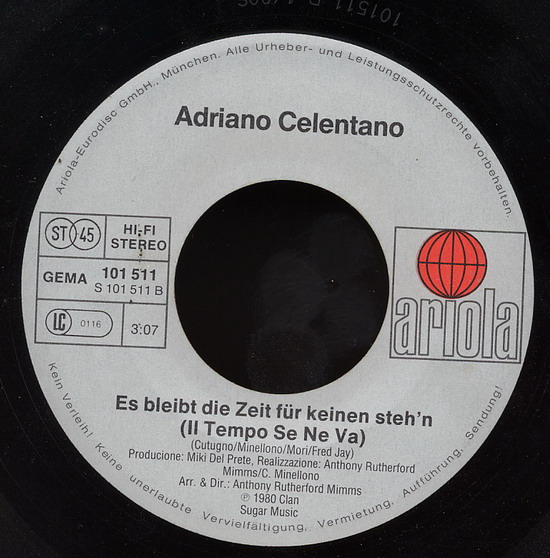 101511
Ariola-Eurodisc GmbH., München. Alle Urheber- und Leistungsschutzrechte vorbehalten.
Adriano Celentano
ST 45
HI-FI
STEREO
GEMA 101 511
S 101 511 B
LC 0116
3:07
ariola
Es bleibt die Zeit für keinen steh'n
(Il Tempo Se Ne Va)
(Cutugno/Minellono/Mori/Fred Jay)
Producione: Miki Del Prete, Realizzazione: Anthony Rutherford
Mimms/C. Minellono
Arr. & Dir.: Anthony Rutherford Mimms
℗ 1980 Clan
Sugar Music
Kein Verleih! Keine unerlaubte Vervielfältigung, Vermietung, Aufführung, Sendung!